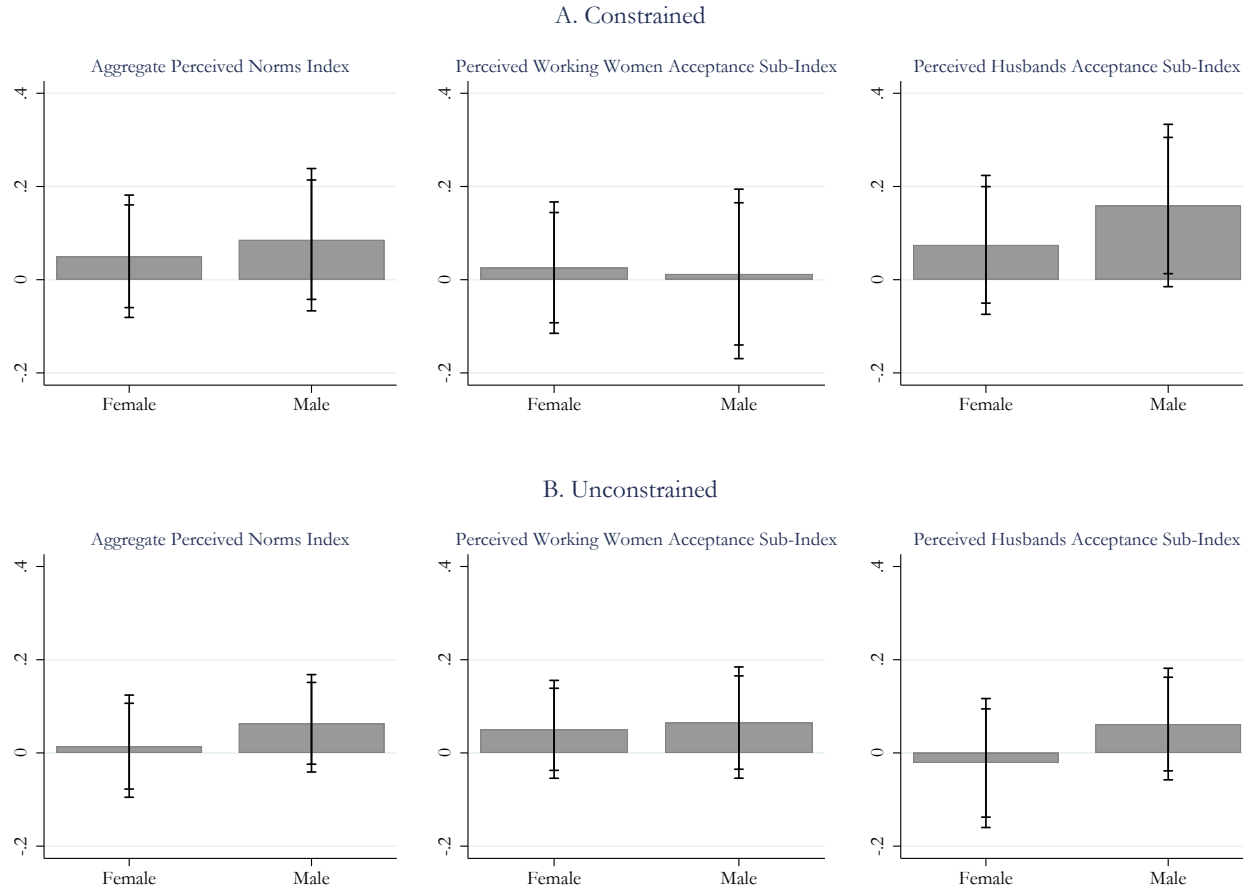 A. Constrained
Aggregate Perceived Norms Index
.4
.2
0
-.2
Female Male
Perceived Working Women Acceptance Sub-Index
.4
.2
0
-.2
Female Male
Perceived Husbands Acceptance Sub-Index
.4
.2
0
-.2
Female Male
B. Unconstrained
Aggregate Perceived Norms Index
.4
.2
0
-.2
Female Male
Perceived Working Women Acceptance Sub-Index
.4
.2
0
-.2
Female Male
Perceived Husbands Acceptance Sub-Index
.4
.2
0
-.2
Female Male